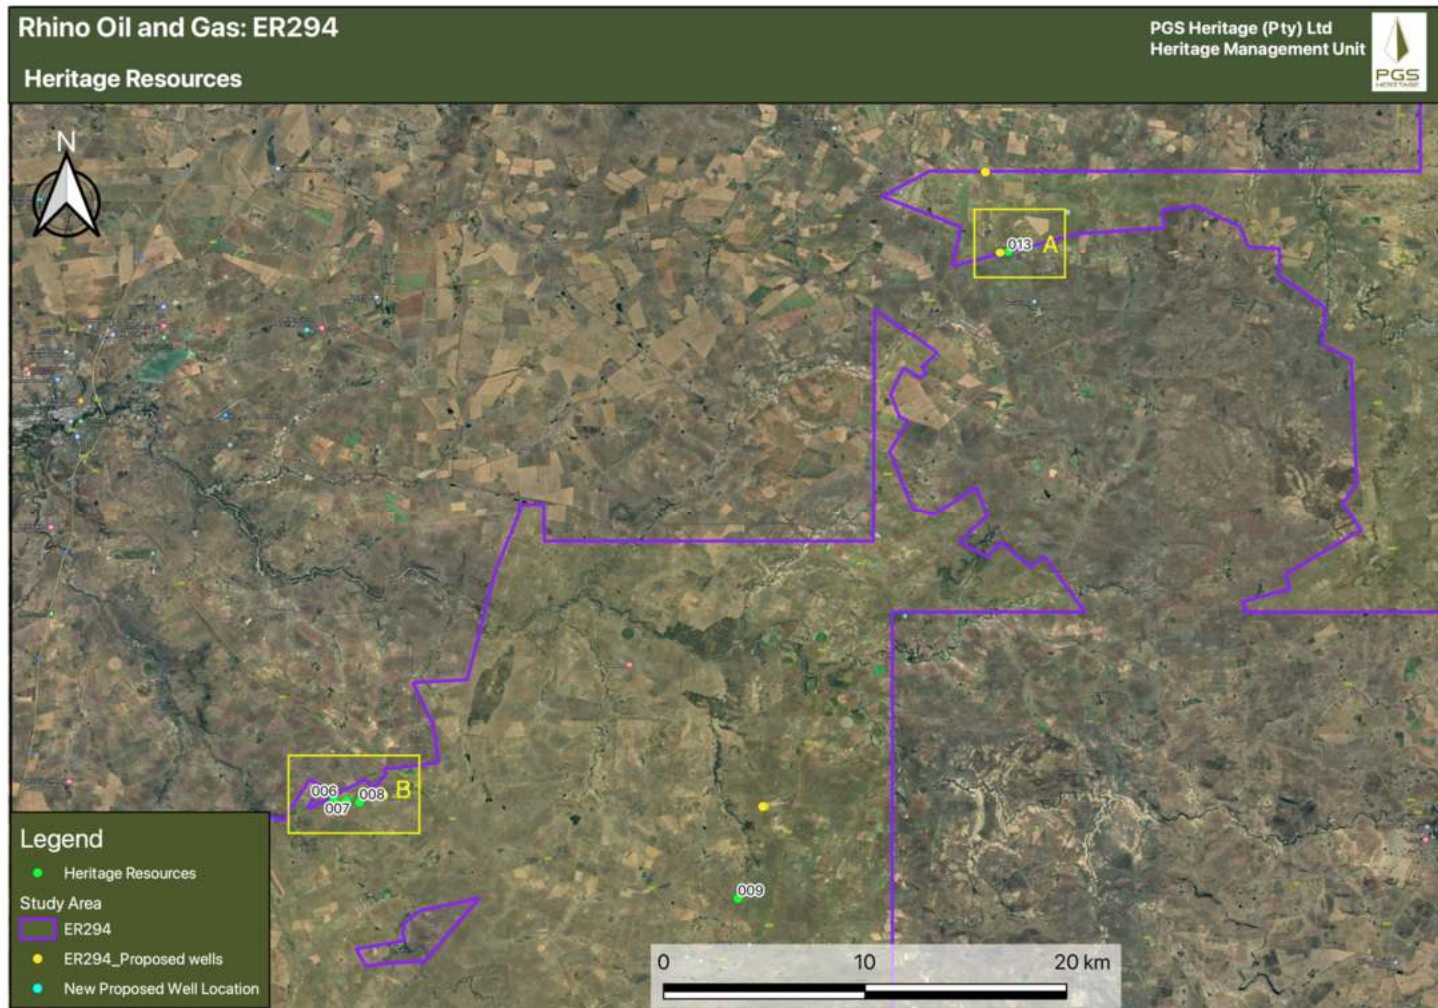 Rhino Oil and Gas: ER294
Heritage Resources
PGS Heritage (Pty) Ltd
Heritage Management Unit
PGS
HERITAGE
N
013
A
006
007
008
B
009
Legend
Heritage Resources
Study Area
ER294
ER294_Proposed wells
New Proposed Well Location
0
10
20 km